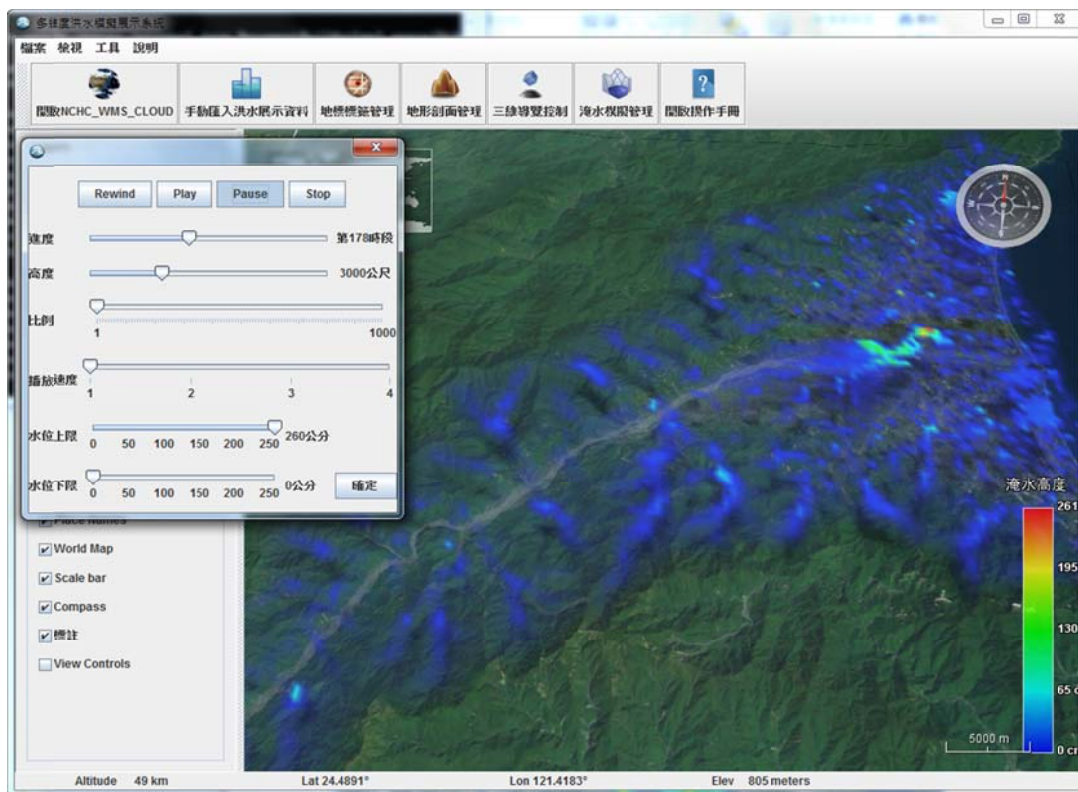 多維度洪水模擬展示系統
檔案 檢視 工具 說明
開啟NCHC_WMS_CLOUD 手動匯入洪水展示資料 地標標籤管理 地形剖面管理 三維導覽控制 淹水模擬管理 開啟操作手冊
Rewind Play Pause Stop
進度 第178時段
高度 3000公尺
比例
1 1000
播放速度
1 2 3 4
水位上限 260公分
0 50 100 150 200 250
水位下限 0公分 確定
0 50 100 150 200 250
Place Names
World Map
Scale bar
Compass
標註
View Controls
N
W
S
淹水高度
261
195
130
65 c
0 cm
5000 m
Altitude 49 km Lat 24.4891° Lon 121.4183° Elev 805 meters